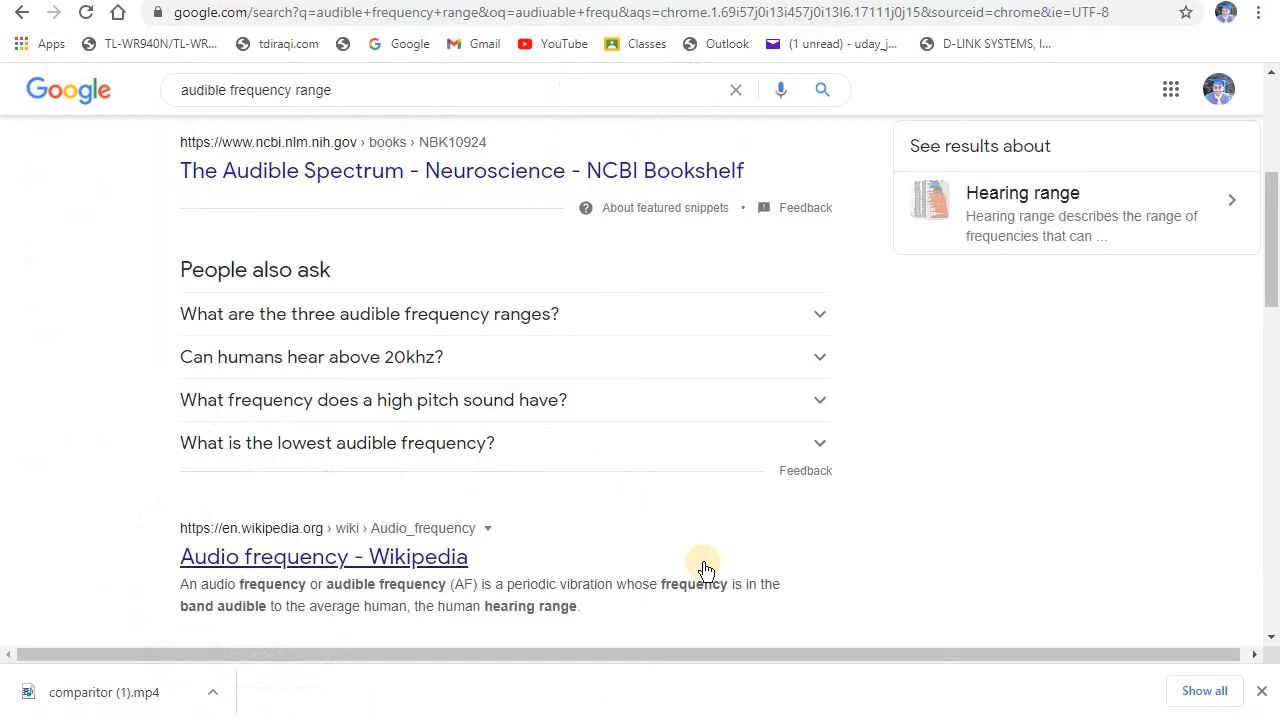 google.com/search?q=audible+frequency+range&oq=audiuable+frequ&aqs=chrome.1.69i57j0i13i457j0i13l6.17111j0j15&sourceid=chrome&ie=UTF-8
Apps TL-WR940N/TL-WR... tdiraqi.com Google Gmail YouTube Classes Outlook (1 unread) - uday_j... D-LINK SYSTEMS, I...
Google audible frequency range
https://www.ncbi.nlm.nih.gov › books › NBK10924
The Audible Spectrum - Neuroscience - NCBI Bookshelf
About featured snippets • Feedback
People also ask
What are the three audible frequency ranges?
Can humans hear above 20khz?
What frequency does a high pitch sound have?
What is the lowest audible frequency?
Feedback
https://en.wikipedia.org › wiki › Audio_frequency
Audio frequency - Wikipedia
An audio frequency or audible frequency (AF) is a periodic vibration whose frequency is in the
band audible to the average human, the human hearing range.
See results about
Hearing range
Hearing range describes the range of
frequencies that can ...
comparitor (1).mp4
Show all